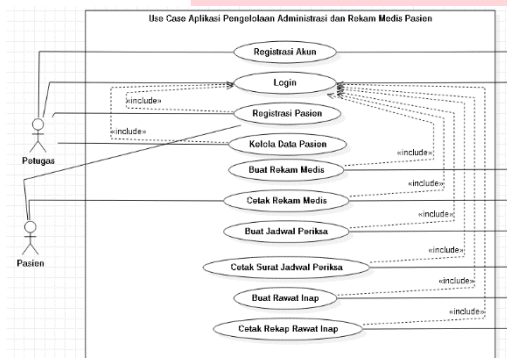 Use Case Aplikasi Pengelolaan Administrasi dan Rekam Medis Pasien
Registrasi Akun
Login
«include»
Registrasi Pasien
«include»
Kelola Data Pasien
Petugas
«include»
Buat Rekam Medis
«include»
Cetak Rekam Medis
Buat Jadwal Periksa
Pasien
Cetak Surat Jadwal Periksa
«include»
Buat Rawat Inap
«include»
Cetak Rekap Rawat Inap